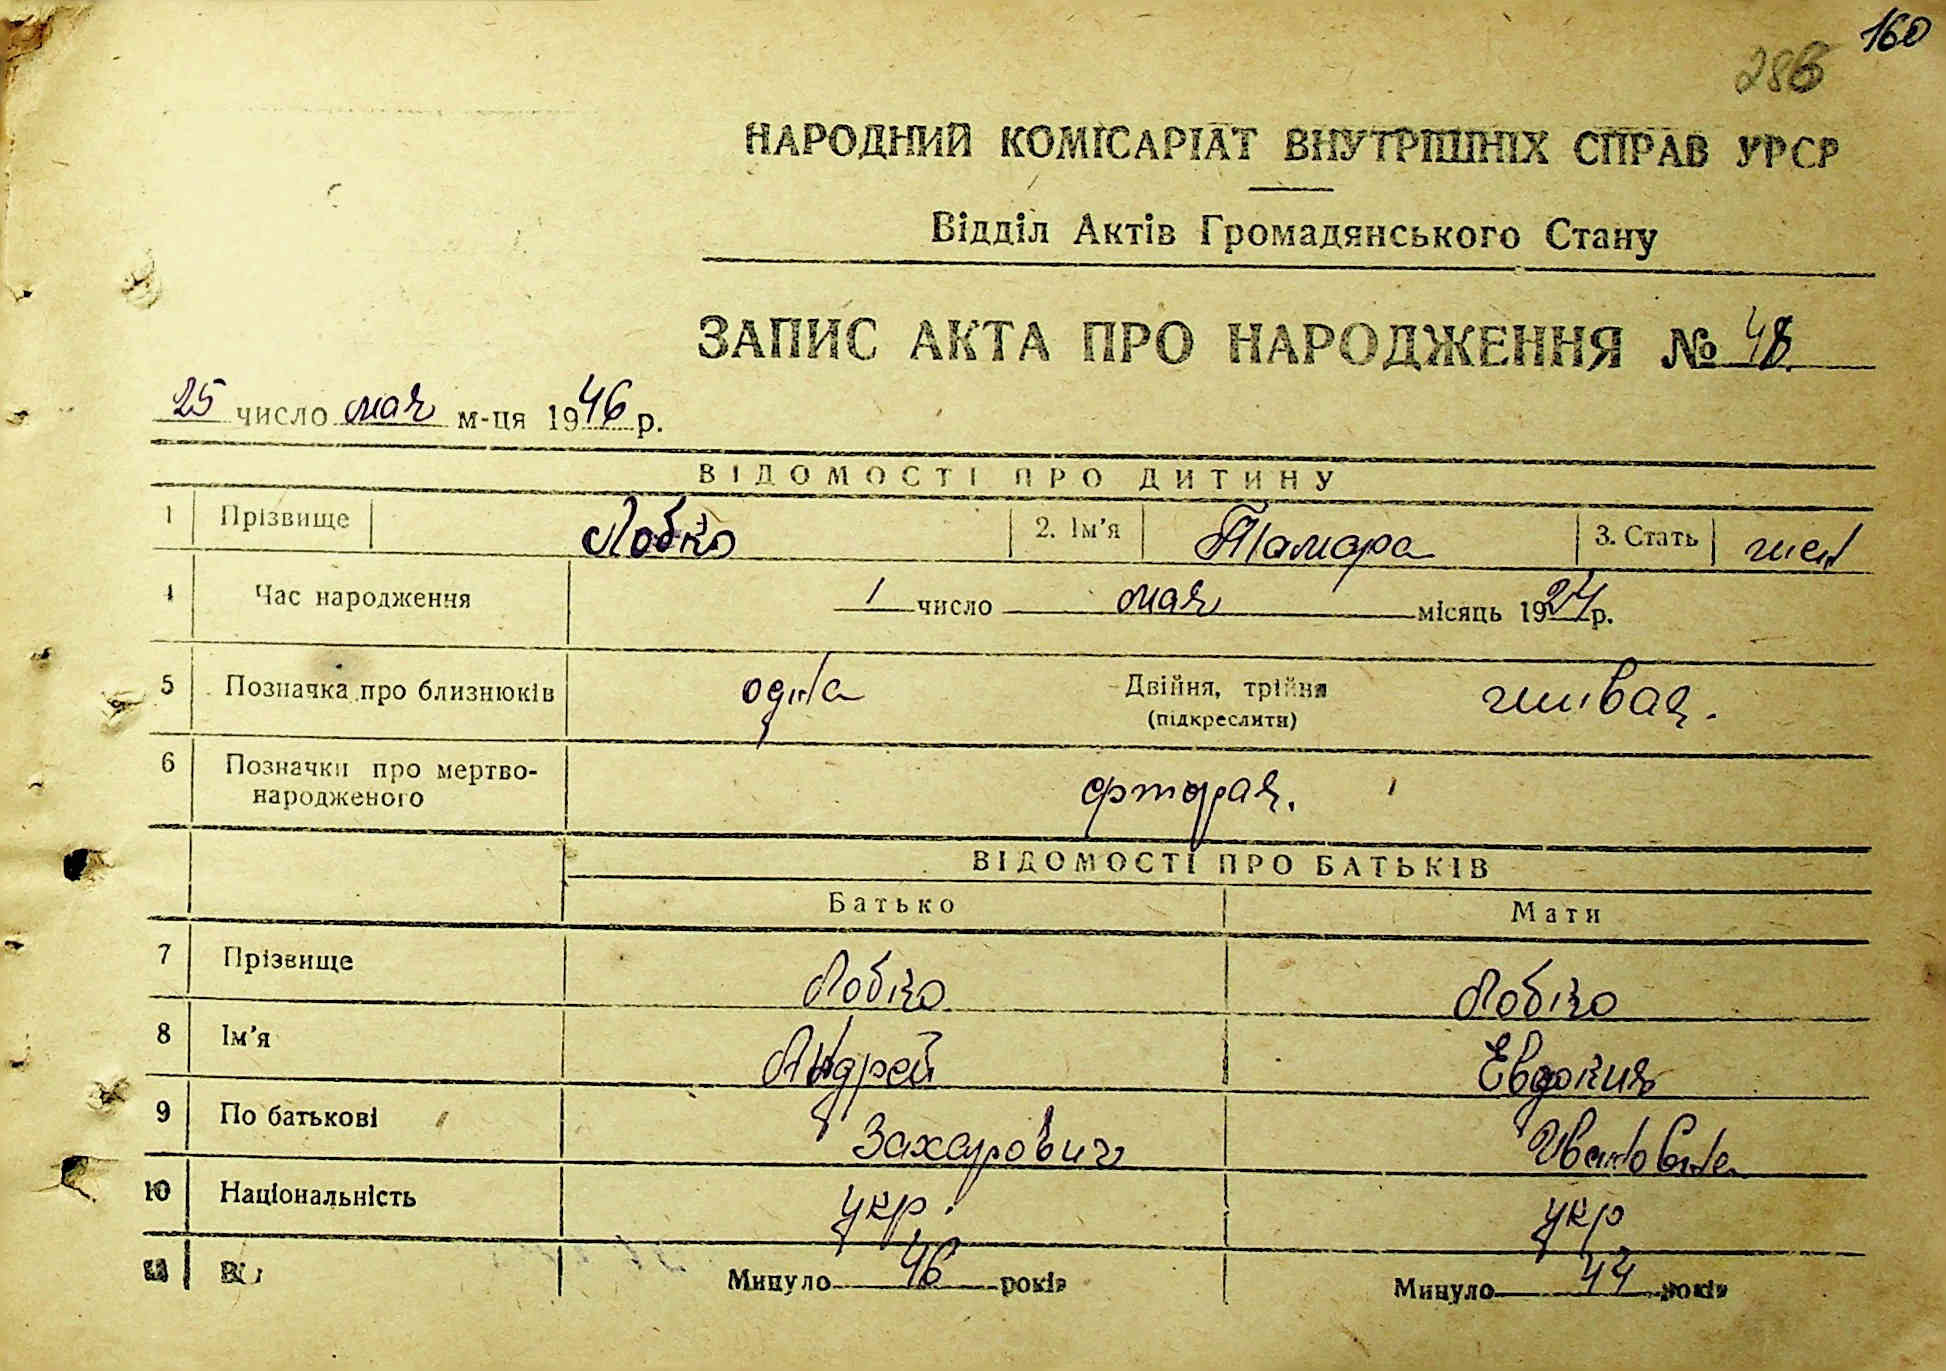 160
286
НАРОДНИЙ КОМІСАРІАТ ВНУТРІШНІХ СПРАВ УРСР
Відділ Актів Громадянського Стану
ЗАПИС АКТА ПРО НАРОДЖЕННЯ № 48
25 число мая м-ця 1946 р.
ВІДОМОСТІ ПРО ДИТИНУ
1 Прізвище Лобко 2. Ім'я Тамара 3. Стать жен
4 Час народження 1 число мая місяць 1924 р.
5 Позначка про близнюків одна Двійня, трійня живая.
(підкреслити)
6 Позначки про мертво-
народженого
вторая.
ВІДОМОСТІ ПРО БАТЬКІВ
Батько Мати
7 Прізвище Лобко Лобко
8 Ім'я Андрей Евдокия
9 По батькові Захарович Ивановна
10 Національність укр. укр
11 Минуло 46 років Минуло 44 років